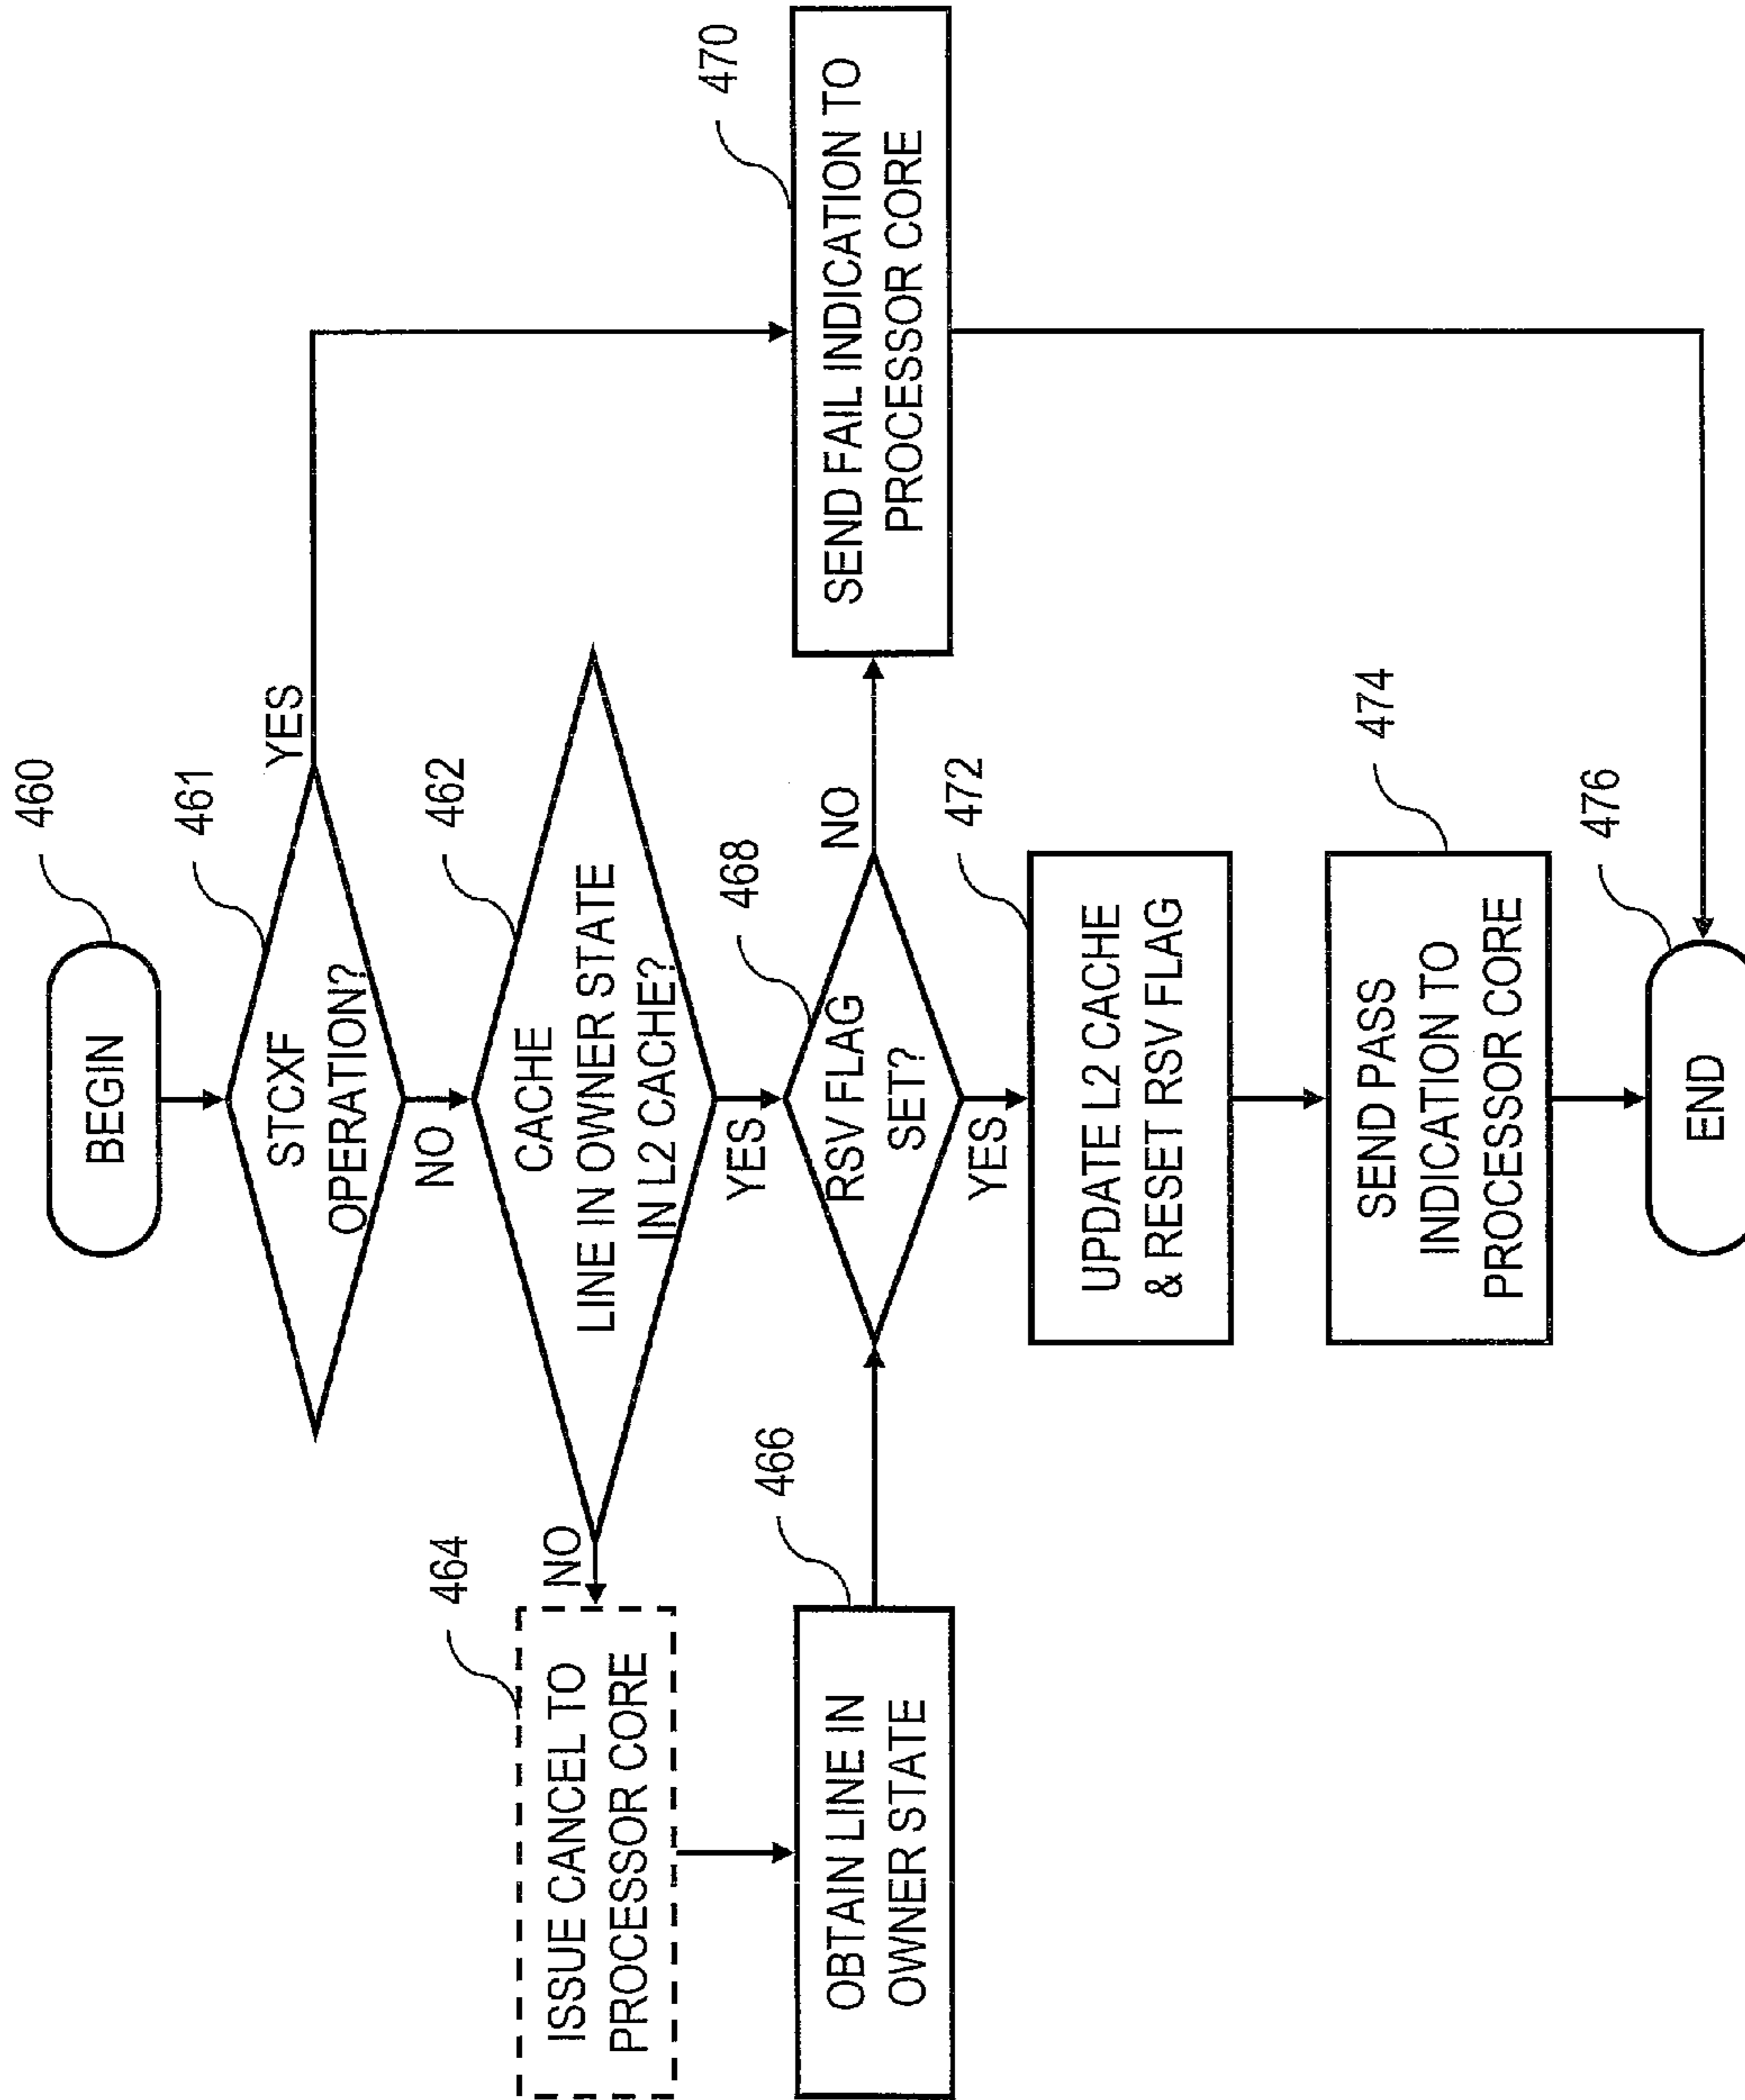 460
BEGIN
461
STCXF
OPERATION?
YES
NO
462
CACHE
LINE IN OWNER STATE
IN L2 CACHE?
NO
YES
464
ISSUE CANCEL TO
PROCESSOR CORE
466
OBTAIN LINE IN
OWNER STATE
468
RSV FLAG
SET?
NO
YES
470
SEND FAIL INDICATION TO
PROCESSOR CORE
472
UPDATE L2 CACHE
& RESET RSV FLAG
474
SEND PASS
INDICATION TO
PROCESSOR CORE
476
END